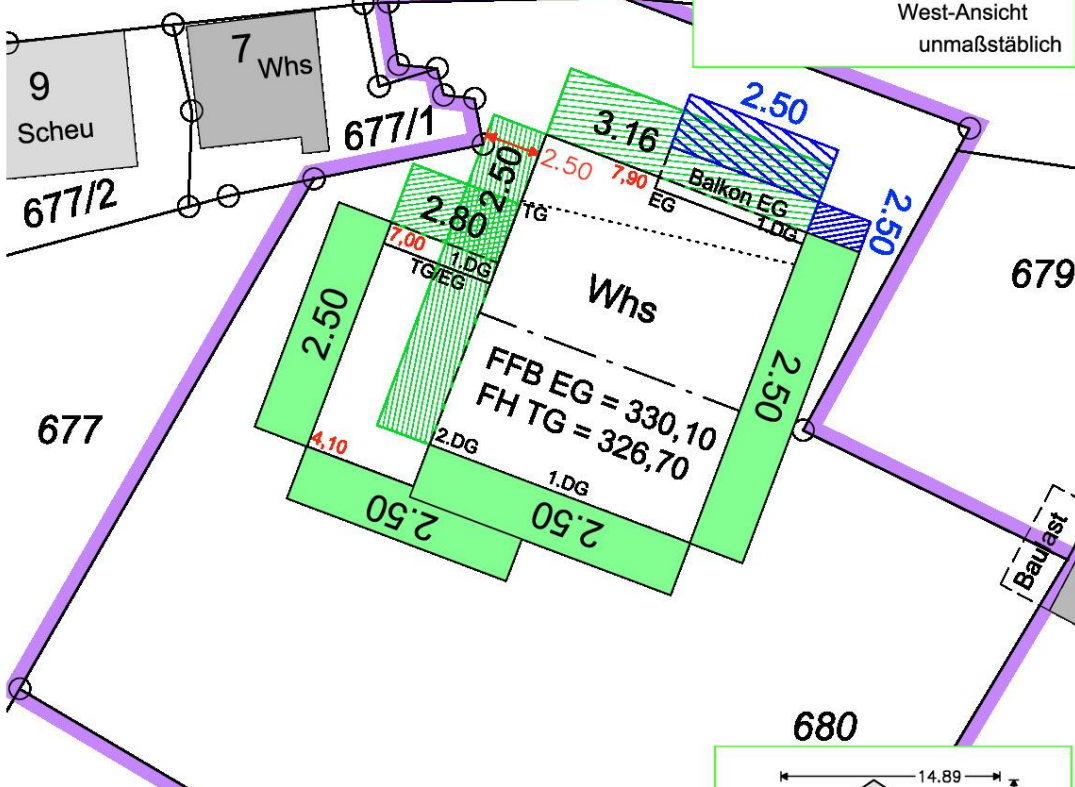 West-Ansicht
unmaßstäblich
9
Scheu
7
Whs
677/1
677/2
3.16
2.50
2.50
2.50
7,90
Balkon EG
EG
1.DG
2.50
TG
2.80
7,00
1.DG
TG/EG
679
Whs
2.50
FFB EG = 330,10
FH TG = 326,70
2.50
677
4,10
2.DG
1.DG
2.50
2.50
Baulast
680
14.89